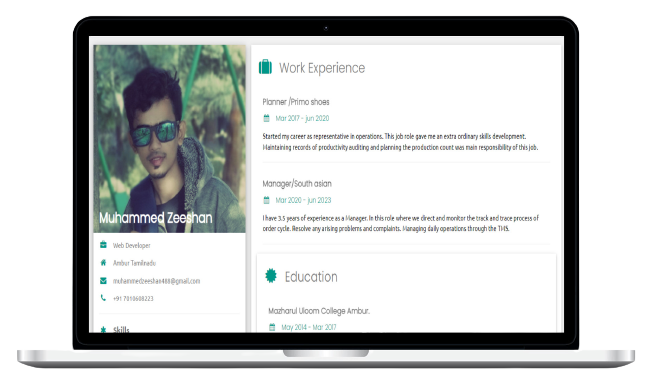 Muhammed Zeeshan
Web Developer
Ambur Tamilnadu
muhammedzeeshan488@gmail.com
+91 7010608223
Skills
Work Experience
Planner /Primo shoes
Mar 2017 - Jun 2020
Started my career as representative in operations. This job role gave me an extra ordinary skills development.
Maintaining records of productivity auditing and planning the production count was main responsibility of this job.
Manager/South asian
Mar 2020 - Jun 2023
I have 3.5 years of experience as a Manager. In this role where we direct and monitor the track and trace process of
order cycle. Resolve any arising problems and complaints. Managing daily operations through the TMS.
Education
Mazharul Uloom College Ambur.
May 2014 - Mar 2017